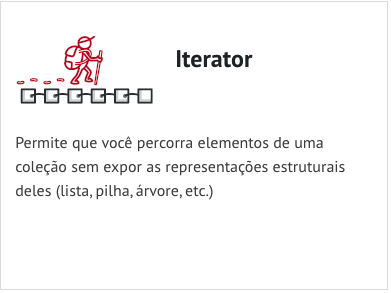 Iterator
Permite que você percorra elementos de uma
coleção sem expor as representações estruturais
deles (lista, pilha, árvore, etc.)